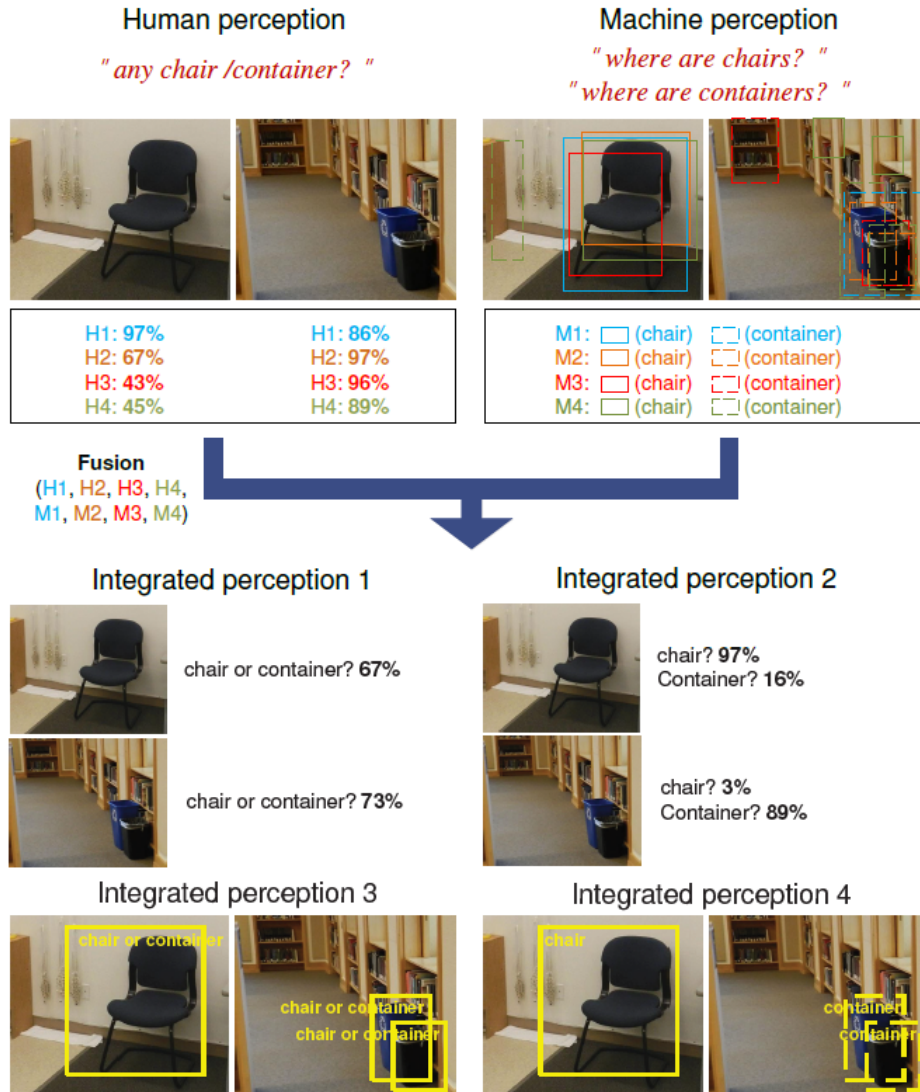 Human perception
" any chair /container? "
Machine perception
" where are chairs? "
" where are containers? "
H1: 97%
H2: 67%
H3: 43%
H4: 45%
H1: 86%
H2: 97%
H3: 96%
H4: 89%
M1: (chair) (container)
M2: (chair) (container)
M3: (chair) (container)
M4: (chair) (container)
Fusion
(H1, H2, H3, H4,
M1, M2, M3, M4)
Integrated perception 1
chair or container? 67%
chair or container? 73%
Integrated perception 2
chair? 97%
Container? 16%
chair? 3%
Container? 89%
Integrated perception 3
chair or container
chair or container
chair or container
Integrated perception 4
chair
container
container